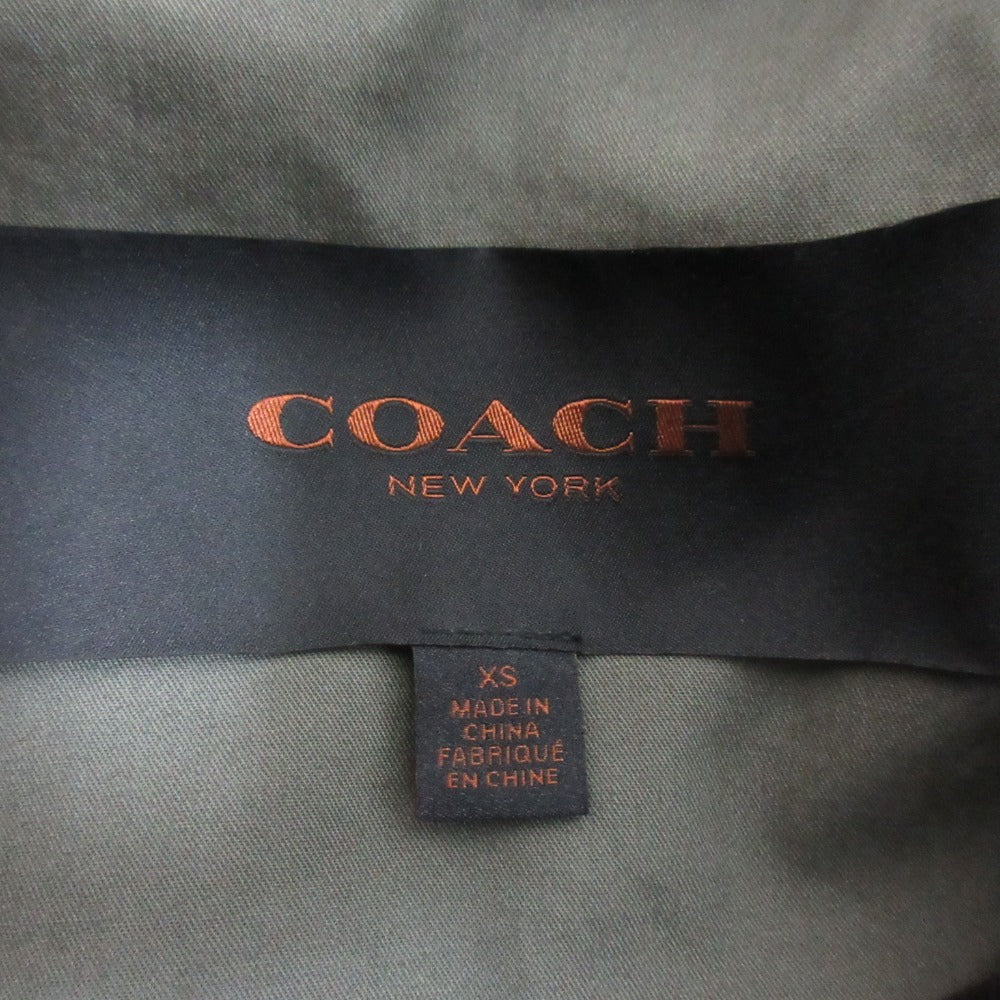 COACH
NEW YORK
XS
MADE IN
CHINA
FABRIQUÉ
EN CHINE